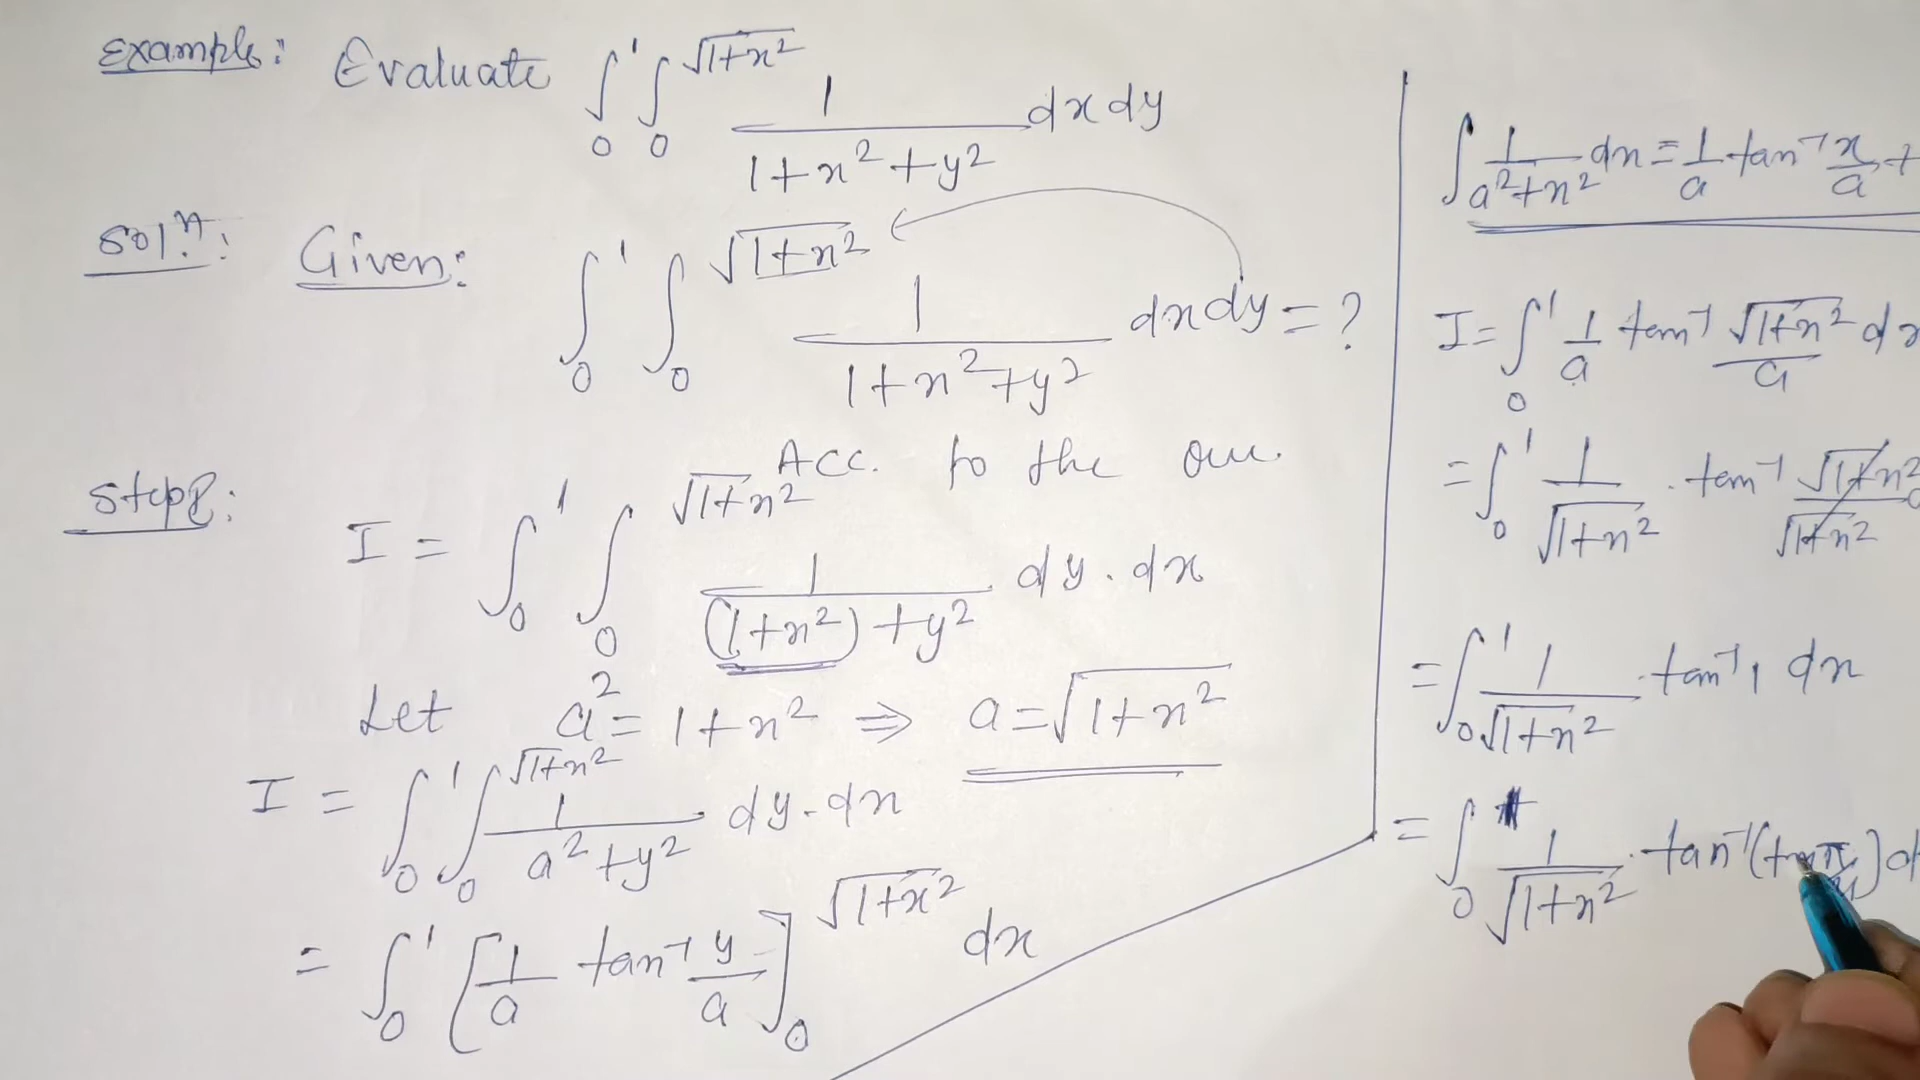 Example: Evaluate ∫₀¹ ∫₀^√(1+x²) 1/(1+x²+y²) dx dy
Solⁿ: Given: ∫₀¹ ∫₀^√(1+x²) 1/(1+x²+y²) dx dy = ?
Acc. to the que.
Step: I = ∫₀¹ ∫₀^√(1+x²) 1/((1+x²)+y²) dy . dx
Let a² = 1+x² ⇒ a = √(1+x²)
I = ∫₀¹ ∫₀^√(1+x²) 1/(a²+y²) dy . dx
= ∫₀¹ [1/a tan⁻¹ y/a]₀^√(1+x²) dx
∫ 1/(a²+x²) dx = 1/a tan⁻¹ x/a +
I = ∫₀¹ 1/a tan⁻¹ √(1+x²)/a dx
= ∫₀¹ 1/√(1+x²) . tan⁻¹ √(1+x²)/√(1+x²)
= ∫₀¹ 1/√(1+x²) . tan⁻¹ 1 dx
= ∫₀ 1/√(1+x²) . tan⁻¹(tan π/4) d